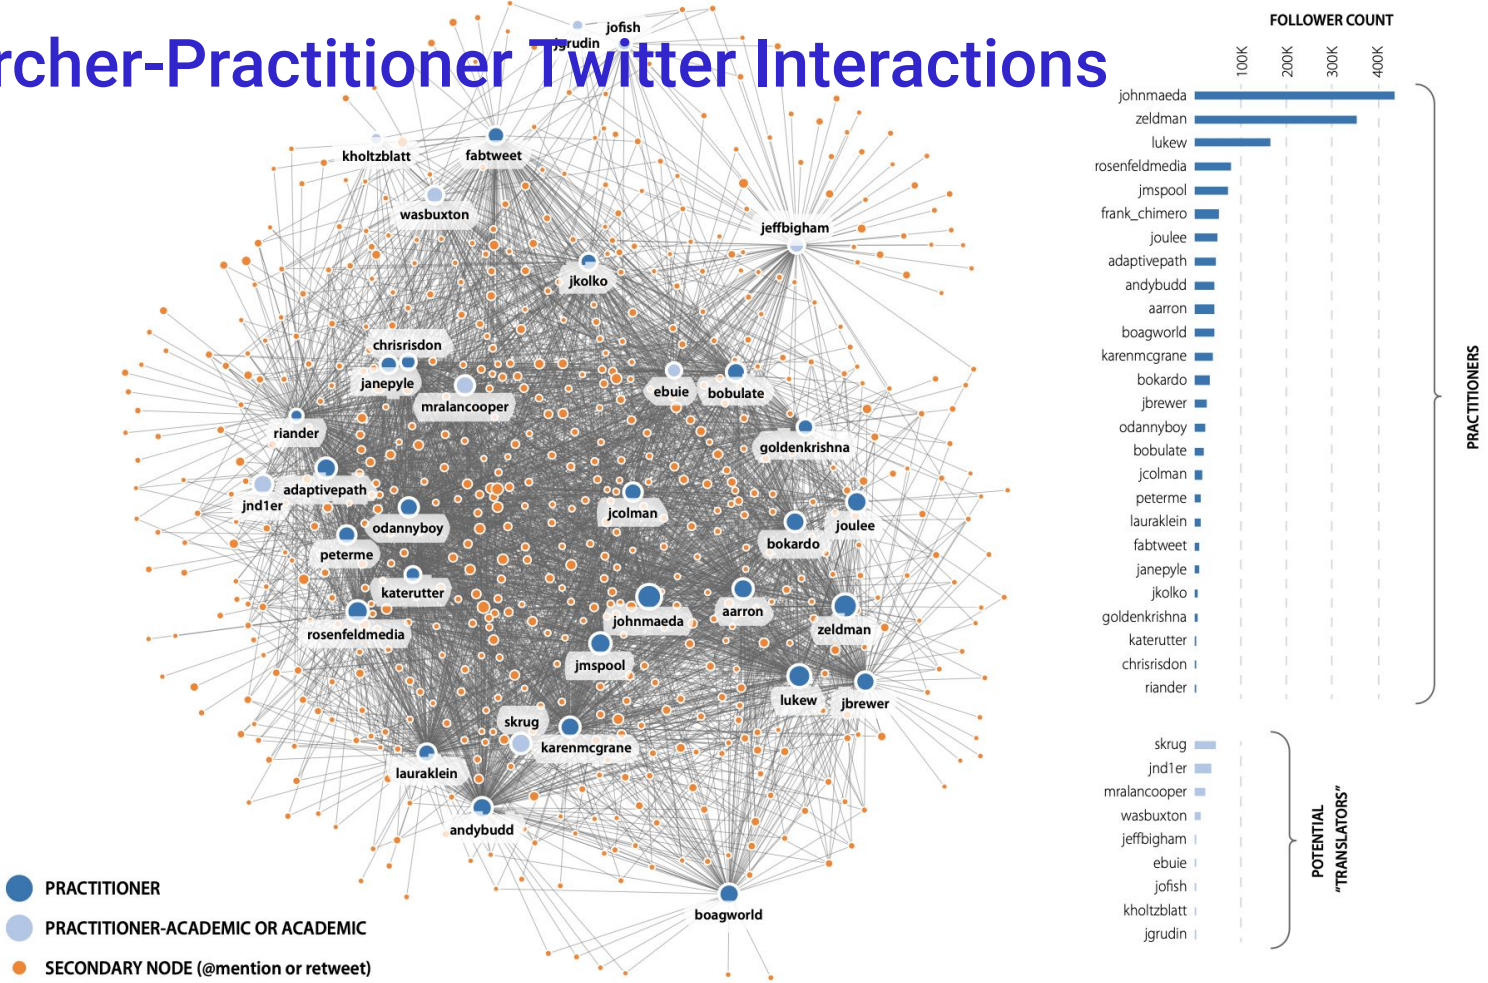 rcher-Practitioner Twitter Interactions
jofish
jgrudin
kholtzblatt
fabtweet
wasbuxton
jeffbigham
jkolko
chrisrisdon
janepyle
mralancooper
ebuie
bobulate
riander
goldenkrishna
adaptivepath
jnd1er
odannyboy
jcolman
joulee
bokardo
peterme
katerutter
rosenfeldmedia
johnmaeda
aarron
zeldman
jmspool
lukew
jbrewer
skrug
karenmcgrane
lauraklein
andybudd
boagworld
PRACTITIONER
PRACTITIONER-ACADEMIC OR ACADEMIC
SECONDARY NODE (@mention or retweet)
FOLLOWER COUNT
100K
200K
300K
400K
johnmaeda
zeldman
lukew
rosenfeldmedia
jmspool
frank_chimero
joulee
adaptivepath
andybudd
aarron
boagworld
karenmcgrane
bokardo
jbrewer
odannyboy
bobulate
jcolman
peterme
lauraklein
fabtweet
janepyle
jkolko
goldenkrishna
katerutter
chrisrisdon
riander
PRACTITIONERS
skrug
jnd1er
mralancooper
wasbuxton
jeffbigham
ebuie
jofish
kholtzblatt
jgrudin
POTENTIAL
“TRANSLATORS”